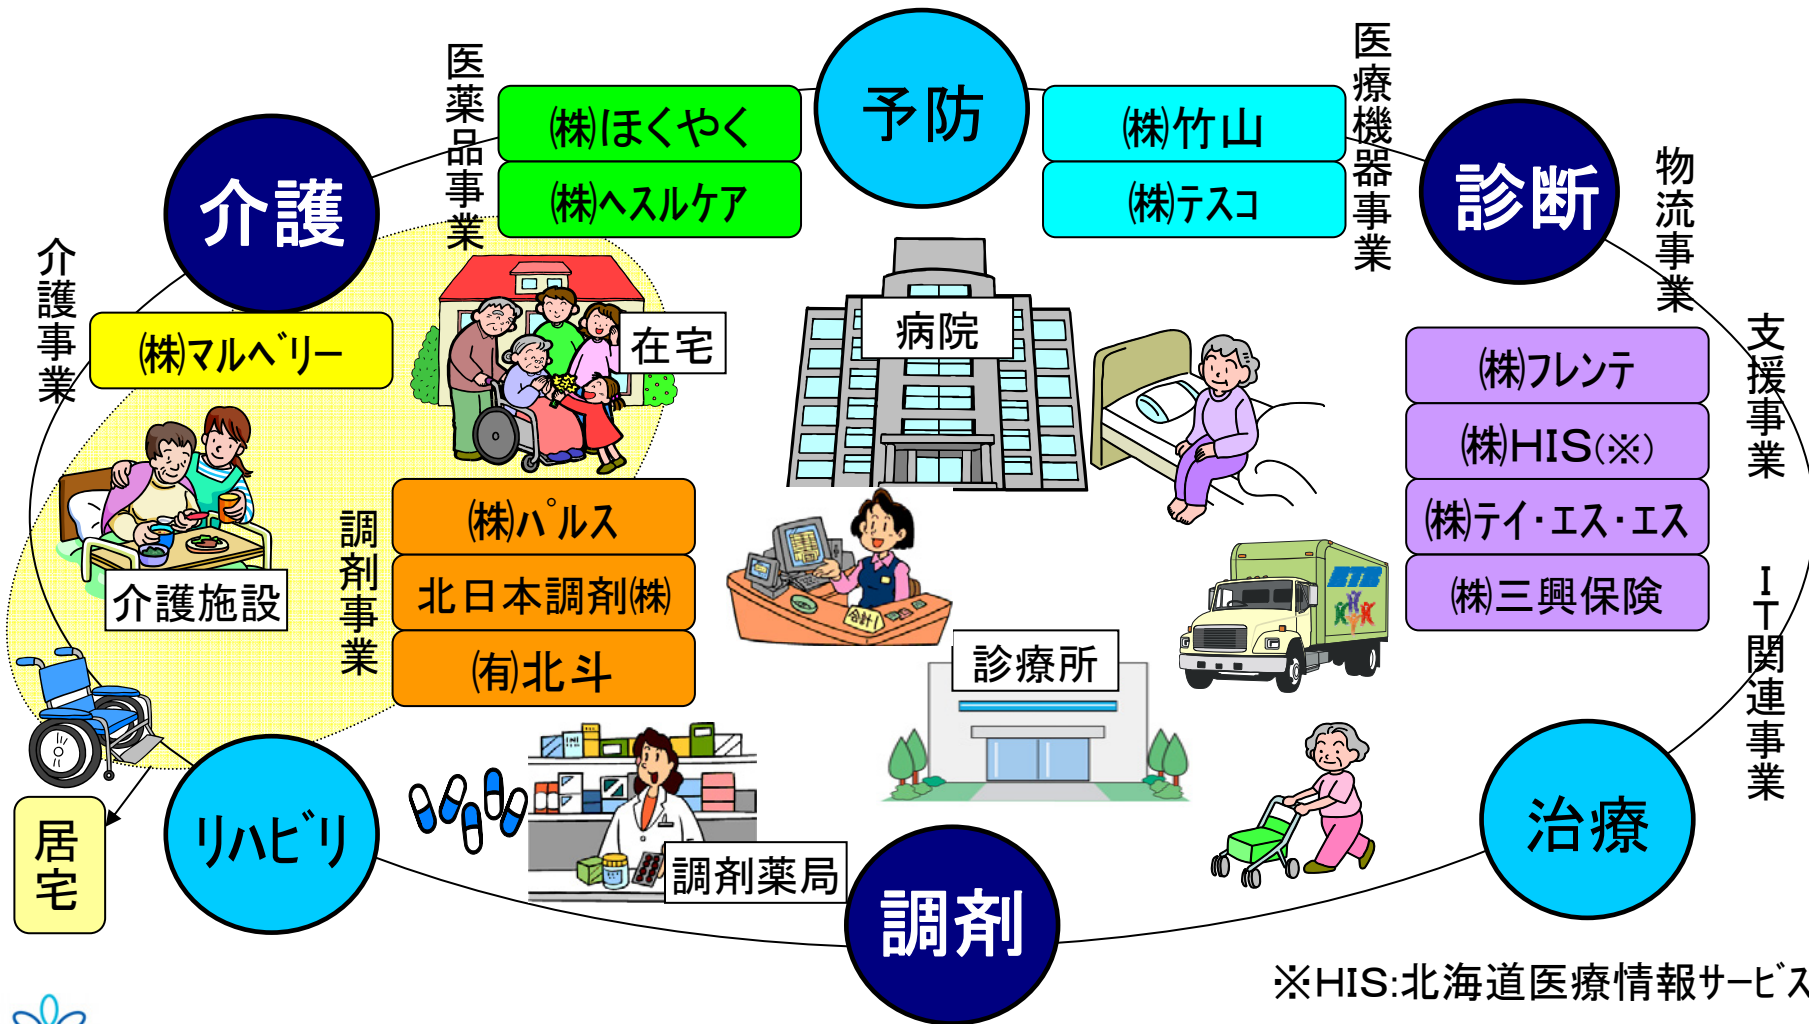 予防
医薬品事業
㈱ほくやく
㈱ヘスルケア
㈱竹山
㈱テスコ
医療機器事業
介護
診断
物流事業
介護事業
㈱マルベリー
在宅
病院
支援事業
㈱フレンテ
㈱HIS(※)
㈱テイ・エス・エス
㈱三興保険
介護施設
調剤事業
㈱パルス
北日本調剤㈱
㈲北斗
会計
診療所
IT関連事業
居宅
リハビリ
調剤薬局
調剤
治療
※HIS:北海道医療情報サービス